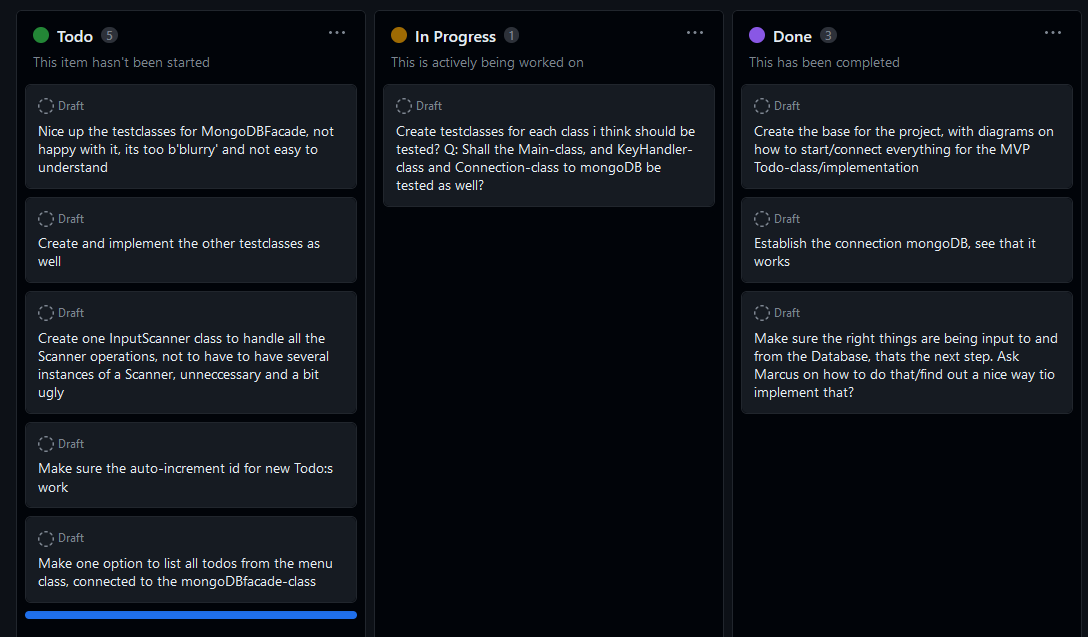 Todo 5
This item hasn't been started
Draft
Nice up the testclasses for MongoDBFacade, not
happy with it, its too b'blurry' and not easy to
understand
Draft
Create and implement the other testclasses as
well
Draft
Create one InputScanner class to handle all the
Scanner operations, not to have to have several
instances of a Scanner, unneccessary and a bit
ugly
Draft
Make sure the auto-increment id for new Todo:s
work
Draft
Make one option to list all todos from the menu
class, connected to the mongoDBfacade-class
In Progress 1
This is actively being worked on
Draft
Create testclasses for each class i think should be
tested? Q: Shall the Main-class, and KeyHandler-
class and Connection-class to mongoDB be
tested as well?
Done 3
This has been completed
Draft
Create the base for the project, with diagrams on
how to start/connect everything for the MVP
Todo-class/implementation
Draft
Establish the connection mongoDB, see that it
works
Draft
Make sure the right things are being input to and
from the Database, thats the next step. Ask
Marcus on how to do that/find out a nice way tio
implement that?